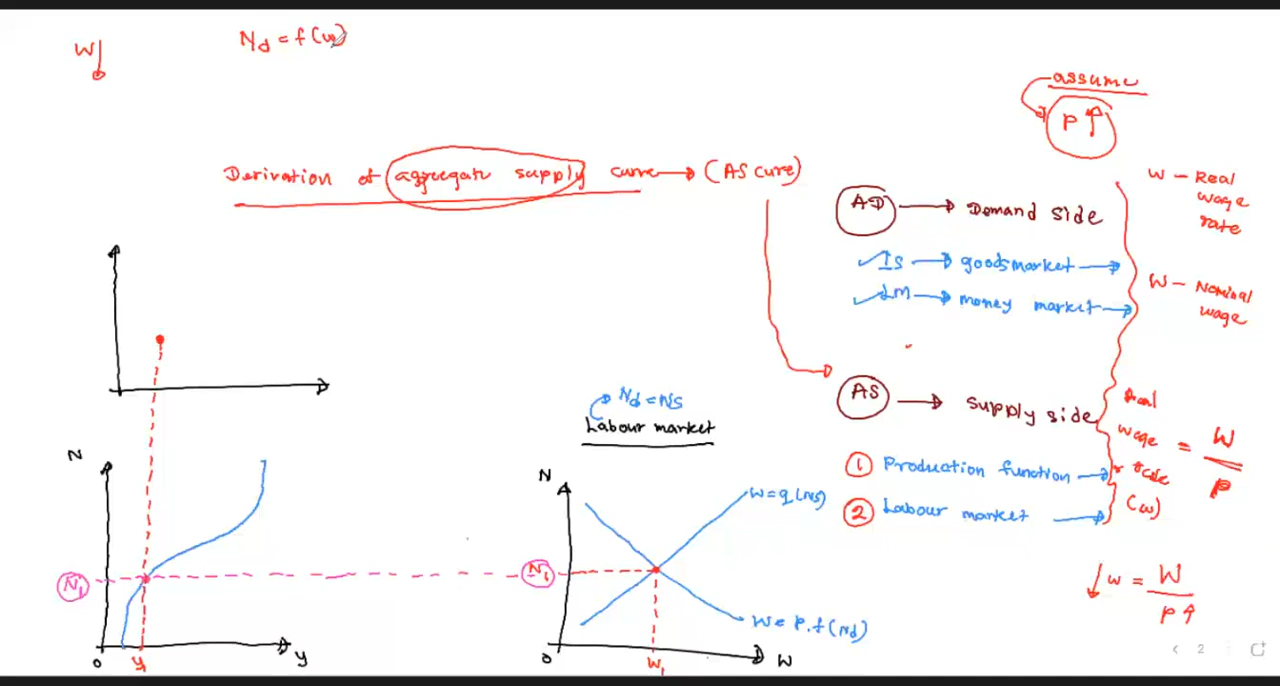 W
Nd = f(w)
assume
P↑
Derivation of aggregate supply curve → (AS cure)
W - Real
wage
rate
AD → Demand side
IS → goods market →
LM → money market →
W - Nominal
wage
Nd = NS
Labour market
AS → supply side
Real
wage
(w)
= W
P
① Production function →
② Labour market →
N
N
W = g(NS)
N1
N1
W = P.f(Nd)
↓ w = W
P↑
0
y1
y
0
W1
W
2